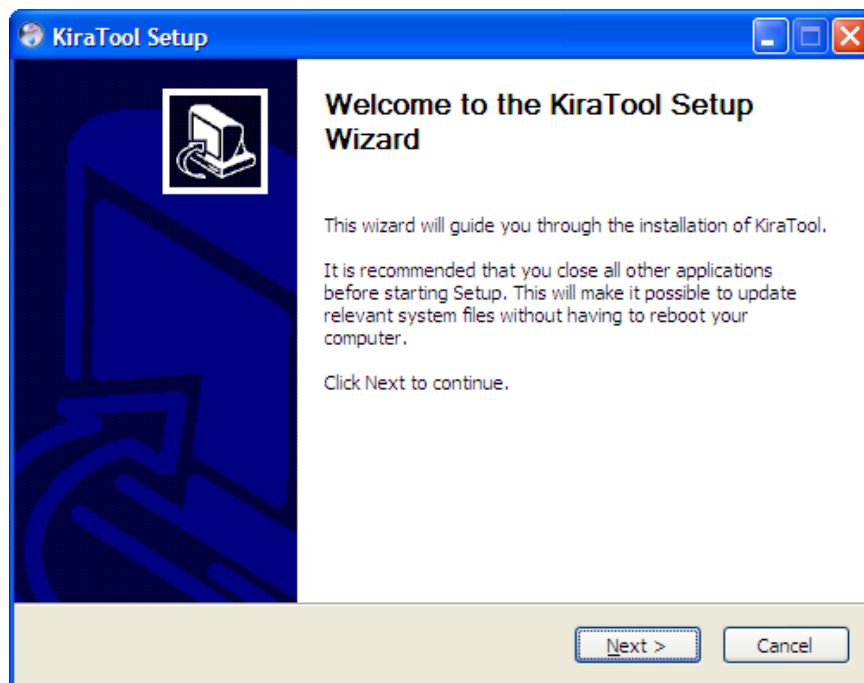 KiraTool Setup
Welcome to the KiraTool Setup
Wizard
This wizard will guide you through the installation of KiraTool.
It is recommended that you close all other applications
before starting Setup. This will make it possible to update
relevant system files without having to reboot your
computer.
Click Next to continue.
Next >
Cancel